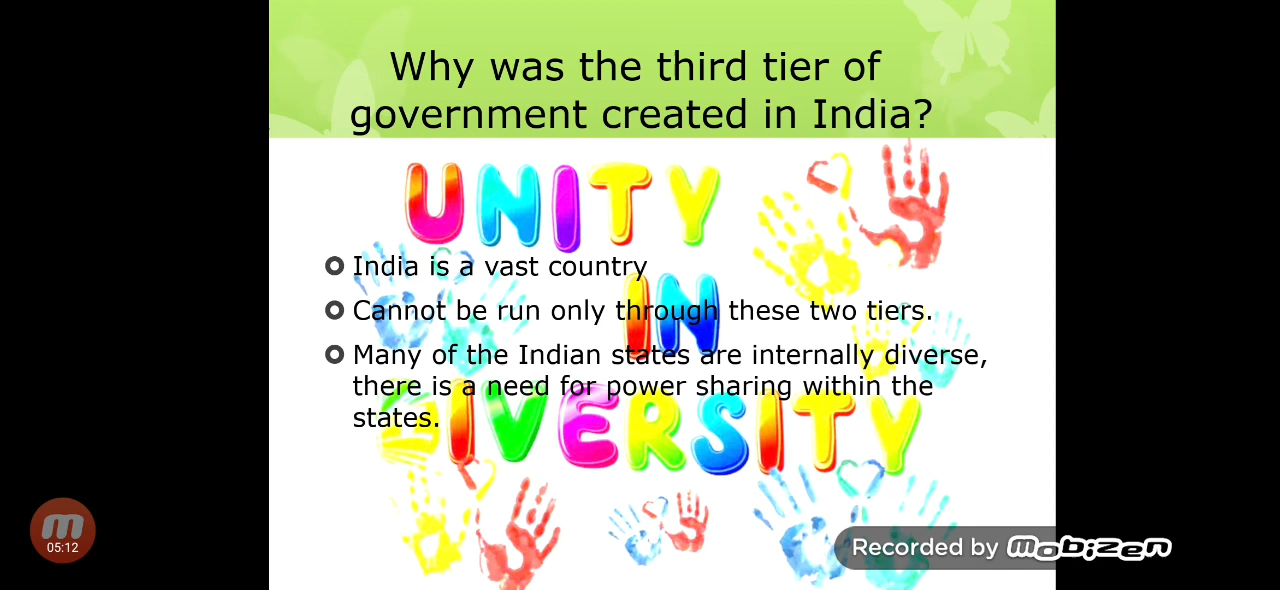 Why was the third tier of
government created in India?
UNITY
India is a vast country
IN
Cannot be run only through these two tiers.
Many of the Indian states are internally diverse,
there is a need for power sharing within the
states.
DIVERSITY
05:12
Recorded by mobizen